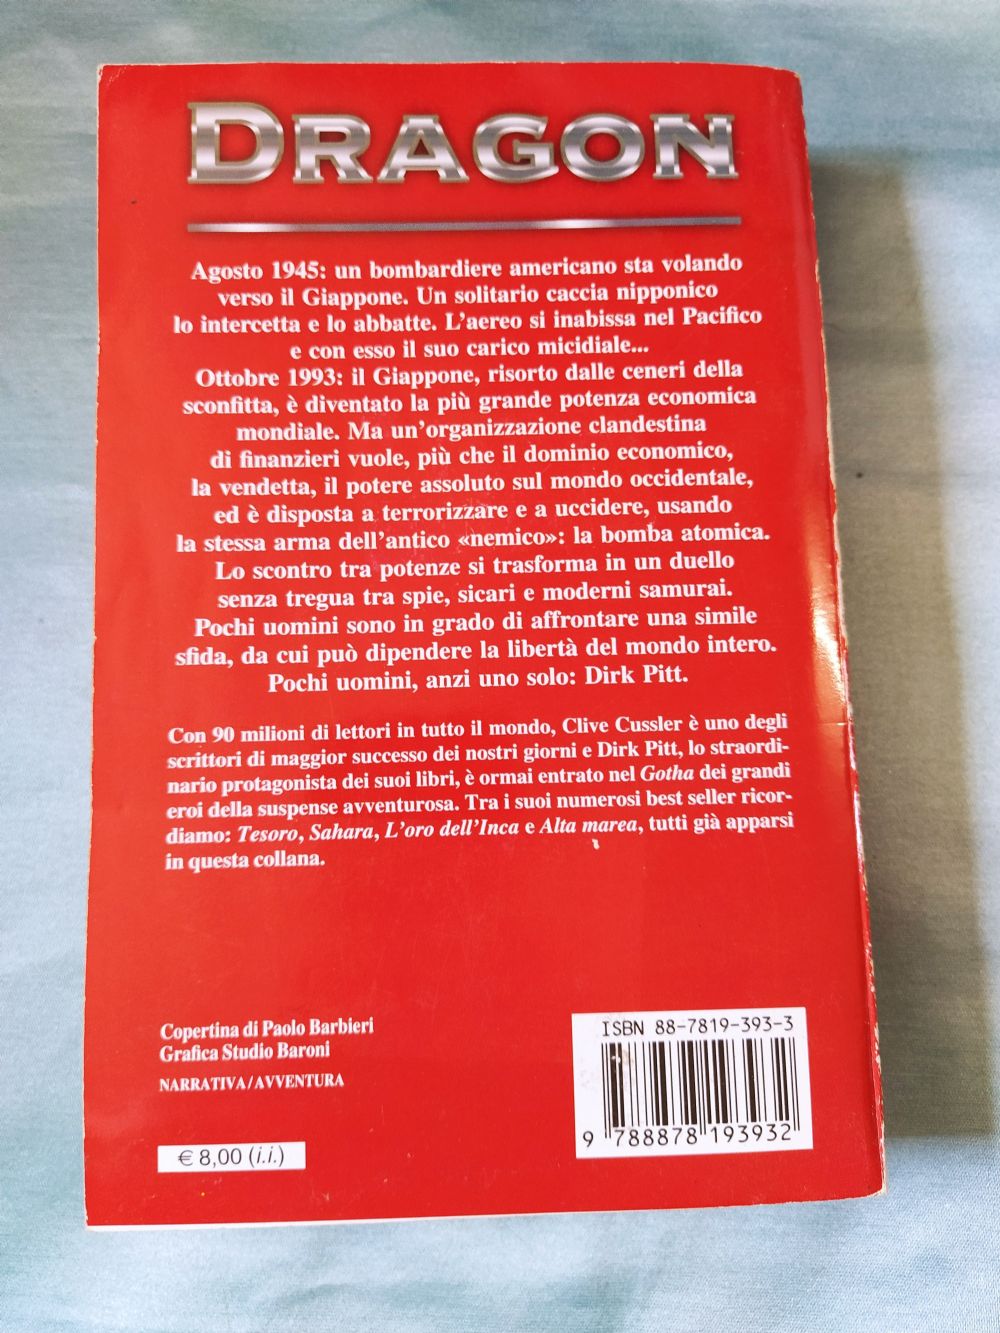 DRAGON
Agosto 1945: un bombardiere americano sta volando
verso il Giappone. Un solitario caccia nipponico
lo intercetta e lo abbatte. L'aereo si inabissa nel Pacifico
e con esso il suo carico micidiale...
Ottobre 1993: il Giappone, risorto dalle ceneri della
sconfitta, è diventato la più grande potenza economica
mondiale. Ma un'organizzazione clandestina
di finanzieri vuole, più che il dominio economico,
la vendetta, il potere assoluto sul mondo occidentale,
ed è disposta a terrorizzare e a uccidere, usando
la stessa arma dell'antico «nemico»: la bomba atomica.
Lo scontro tra potenze si trasforma in un duello
senza tregua tra spie, sicari e moderni samurai.
Pochi uomini sono in grado di affrontare una simile
sfida, da cui può dipendere la libertà del mondo intero.
Pochi uomini, anzi uno solo: Dirk Pitt.
Con 90 milioni di lettori in tutto il mondo, Clive Cussler è uno degli
scrittori di maggior successo dei nostri giorni e Dirk Pitt, lo straordi-
nario protagonista dei suoi libri, è ormai entrato nel Gotha dei grandi
eroi della suspense avventurosa. Tra i suoi numerosi best seller ricor-
diamo: Tesoro, Sahara, L'oro dell'Inca e Alta marea, tutti già apparsi
in questa collana.
Copertina di Paolo Barbieri
Grafica Studio Baroni
NARRATIVA/AVVENTURA
€ 8,00 (i.i.)
ISBN 88-7819-393-3
9 788878 193932